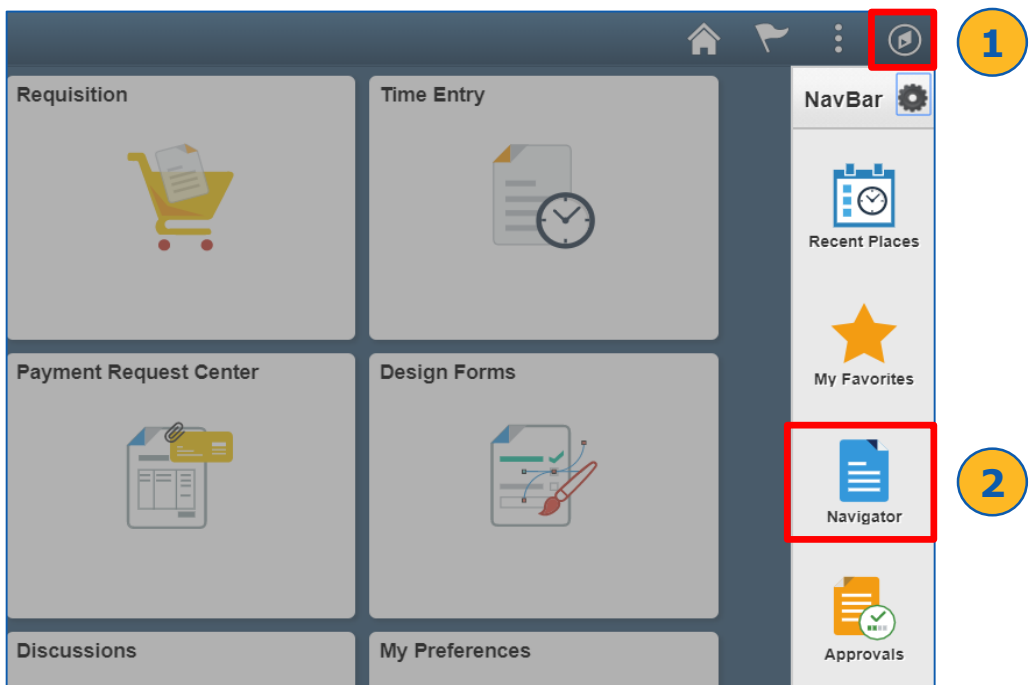 1
Requisition
Time Entry
NavBar
Recent Places
Payment Request Center
Design Forms
My Favorites
Navigator
2
Discussions
My Preferences
Approvals